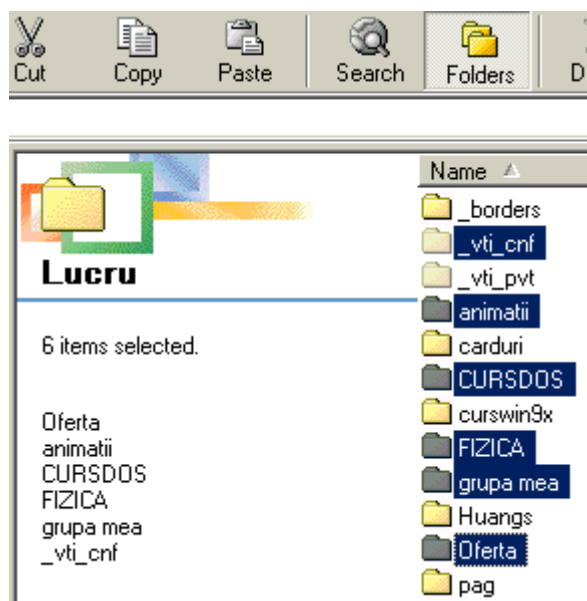 Cut Copy Paste Search Folders D
Lucru
6 items selected.
Oferta
animatii
CURSDOS
FIZICA
grupa mea
_vti_cnf
Name
_borders
_vti_cnf
_vti_pvt
animatii
carduri
CURSDOS
curswin9x
FIZICA
grupa mea
Huangs
Oferta
pag